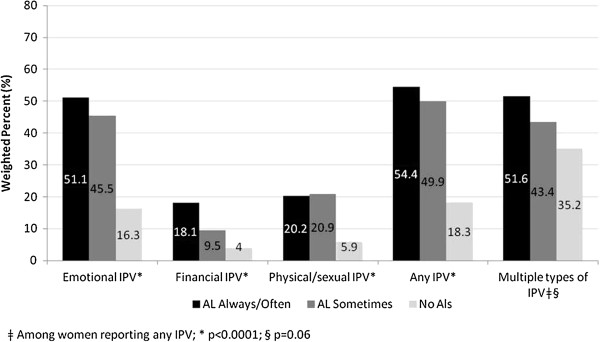 Weighted Percent (%)
80
70
60
50
40
30
20
10
0
51.1
45.5
16.3
18.1
9.5
4
20.2
20.9
5.9
54.4
49.9
18.3
51.6
43.4
35.2
Emotional IPV*
Financial IPV*
Physical/sexual IPV*
Any IPV*
Multiple types of
IPVǂ§
AL Always/Often
AL Sometimes
No Als
ǂ Among women reporting any IPV; * p<0.0001; § p=0.06